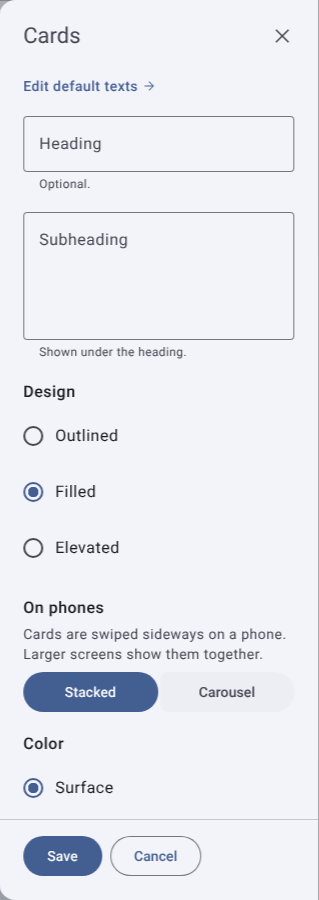 Cards
Edit default texts →
Heading
Optional.
Subheading
Shown under the heading.
Design
Outlined
Filled
Elevated
On phones
Cards are swiped sideways on a phone.
Larger screens show them together.
Stacked Carousel
Color
Surface
Save Cancel